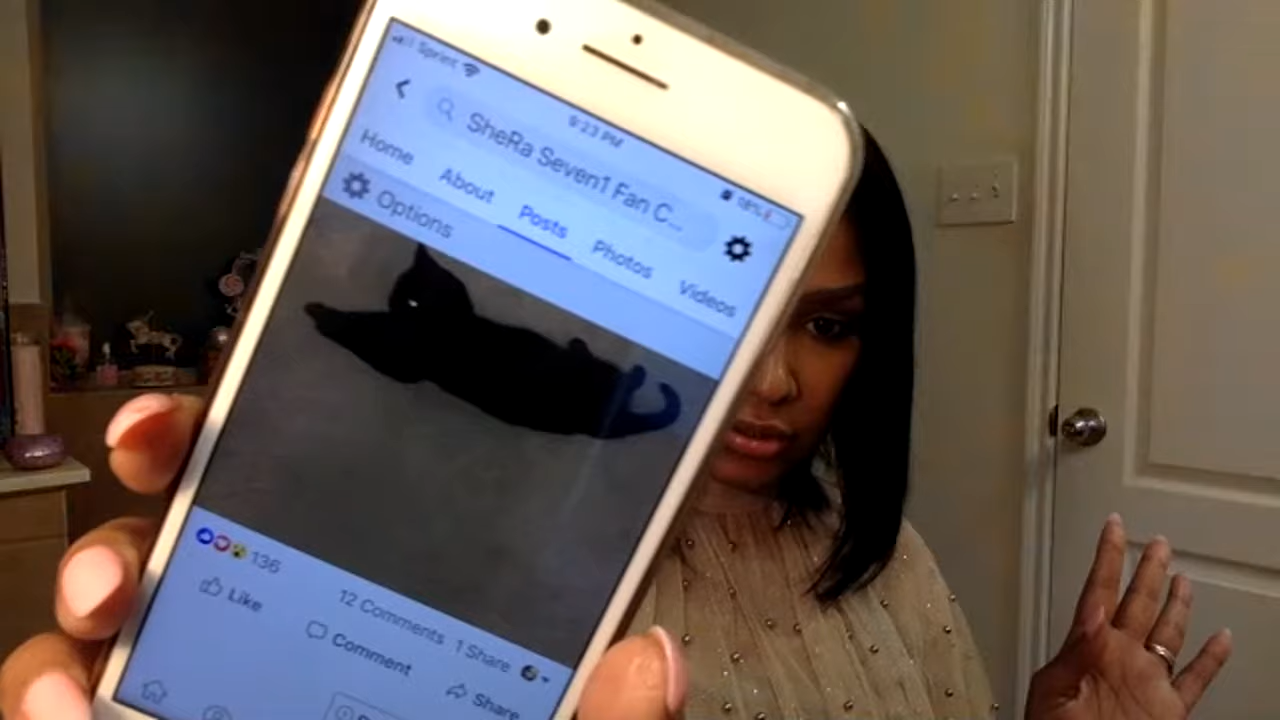 Sprint
9:23 PM
98%
SheRa Seven1 Fan C...
Home About Posts Photos Videos
Options
136
12 Comments 1 Share
Like Comment Share